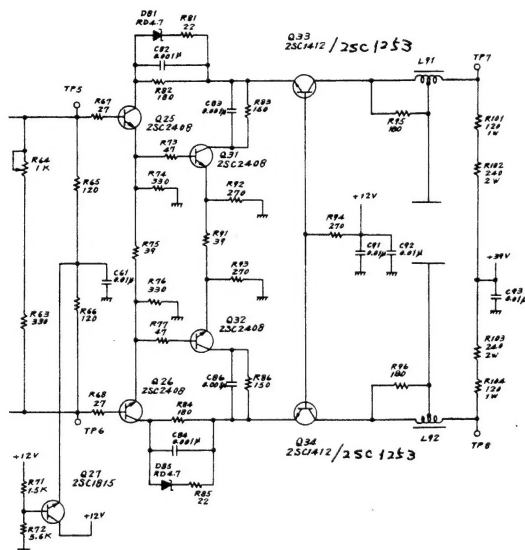 D81
RD4.7
R81
22
C82
0.001μ
R82
180
Q33
2SC1412/2SC1253
L91
TP7
TP5
R67
27
Q25
2SC2408
C83
0.001μ
R83
150
R95
180
R101
120
1W
R64
1K
R65
120
R73
47
Q31
2SC2408
R102
240
2W
R74
330
R92
270
+12V
R75
39
R91
39
R94
270
C91
0.01μ
C92
0.01μ
+39V
C61
0.01μ
R93
270
C93
0.01μ
R63
330
R66
120
R76
330
R77
47
Q32
2SC2408
R103
240
2W
R68
27
Q26
2SC2408
C86
0.001μ
R86
150
R96
180
R104
120
1W
TP6
R84
180
C84
0.001μ
D83
RD4.7
R85
22
Q34
2SC1412/2SC1253
L92
TP8
+12V
Q27
2SC1815
R71
1.5K
R72
5.6K
+12V